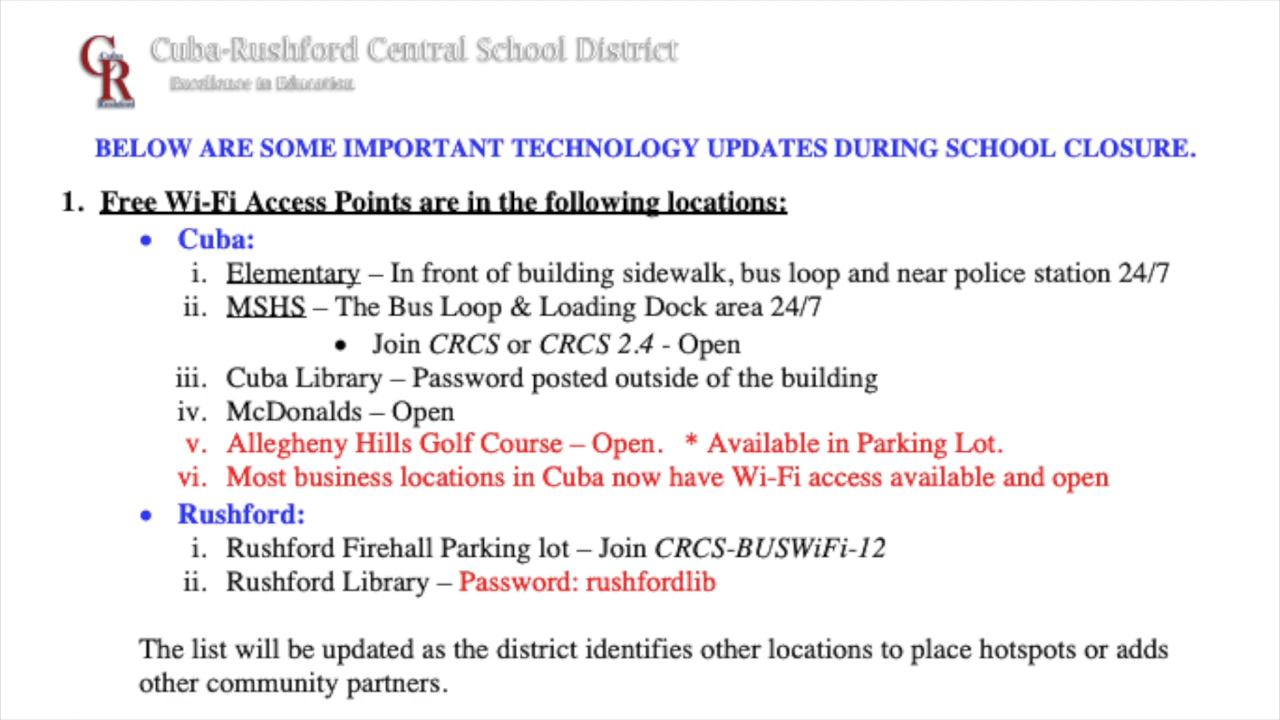 Cuba-Rushford Central School District
Excellence in Education
CR
Cuba
Rushford
BELOW ARE SOME IMPORTANT TECHNOLOGY UPDATES DURING SCHOOL CLOSURE.
1. Free Wi-Fi Access Points are in the following locations:
• Cuba:
i. Elementary – In front of building sidewalk, bus loop and near police station 24/7
ii. MSHS – The Bus Loop & Loading Dock area 24/7
• Join CRCS or CRCS 2.4 - Open
iii. Cuba Library – Password posted outside of the building
iv. McDonalds – Open
v. Allegheny Hills Golf Course – Open. * Available in Parking Lot.
vi. Most business locations in Cuba now have Wi-Fi access available and open
• Rushford:
i. Rushford Firehall Parking lot – Join CRCS-BUSWiFi-12
ii. Rushford Library – Password: rushfordlib
The list will be updated as the district identifies other locations to place hotspots or adds
other community partners.